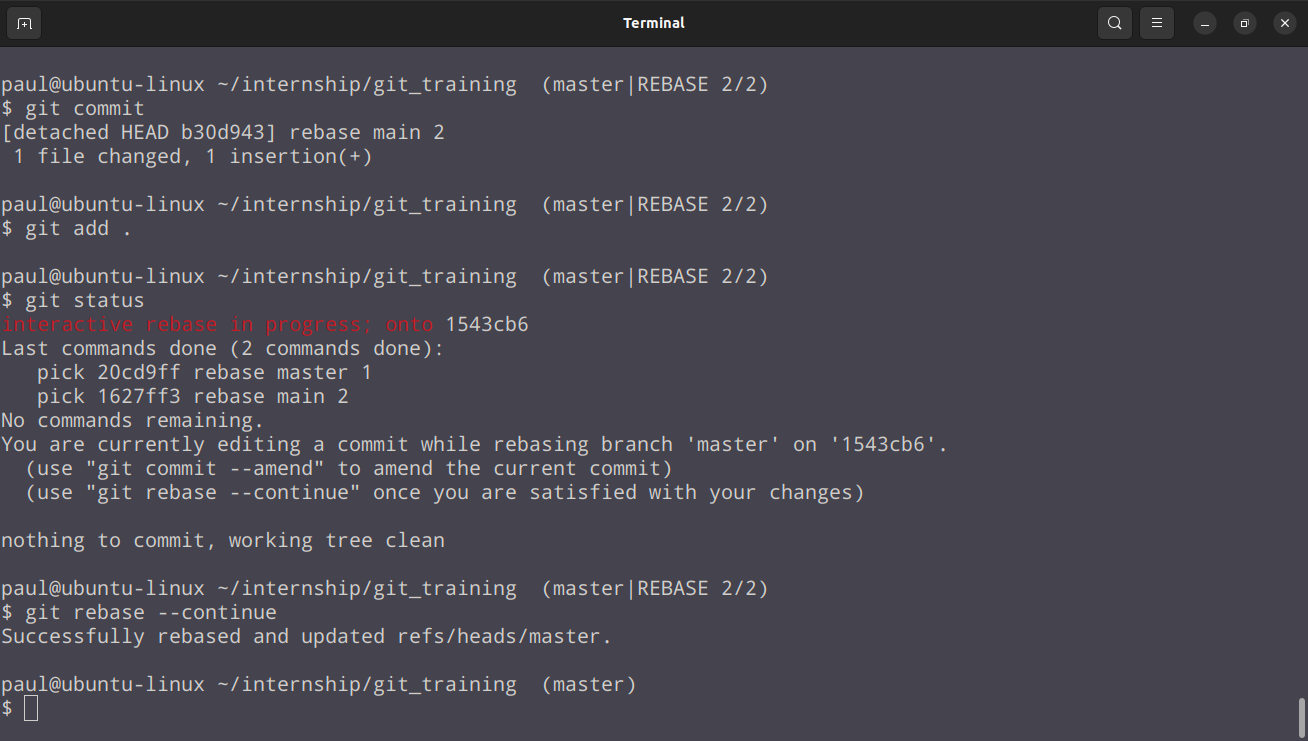 Terminal
paul@ubuntu-linux ~/internship/git_training  (master|REBASE 2/2)
$ git commit
[detached HEAD b30d943] rebase main 2
 1 file changed, 1 insertion(+)
paul@ubuntu-linux ~/internship/git_training  (master|REBASE 2/2)
$ git add .
paul@ubuntu-linux ~/internship/git_training  (master|REBASE 2/2)
$ git status
interactive rebase in progress; onto 1543cb6
Last commands done (2 commands done):
   pick 20cd9ff rebase master 1
   pick 1627ff3 rebase main 2
No commands remaining.
You are currently editing a commit while rebasing branch 'master' on '1543cb6'.
  (use "git commit --amend" to amend the current commit)
  (use "git rebase --continue" once you are satisfied with your changes)
nothing to commit, working tree clean
paul@ubuntu-linux ~/internship/git_training  (master|REBASE 2/2)
$ git rebase --continue
Successfully rebased and updated refs/heads/master.
paul@ubuntu-linux ~/internship/git_training  (master)
$